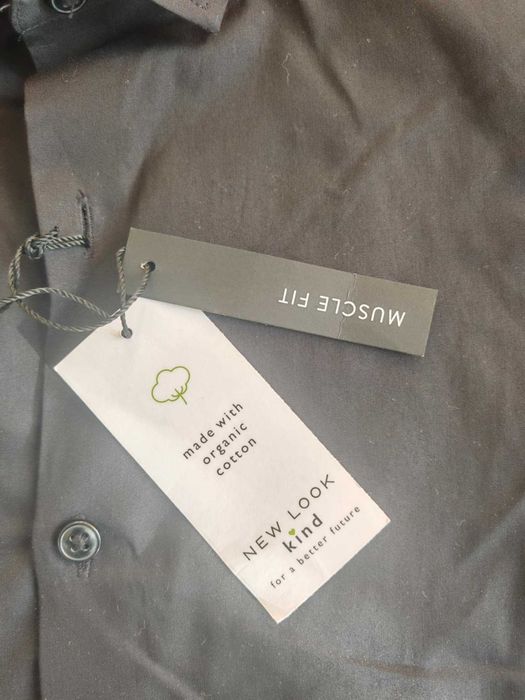 MUSCLE FIT
made with
organic
cotton
NEW LOOK
kind
for a better future